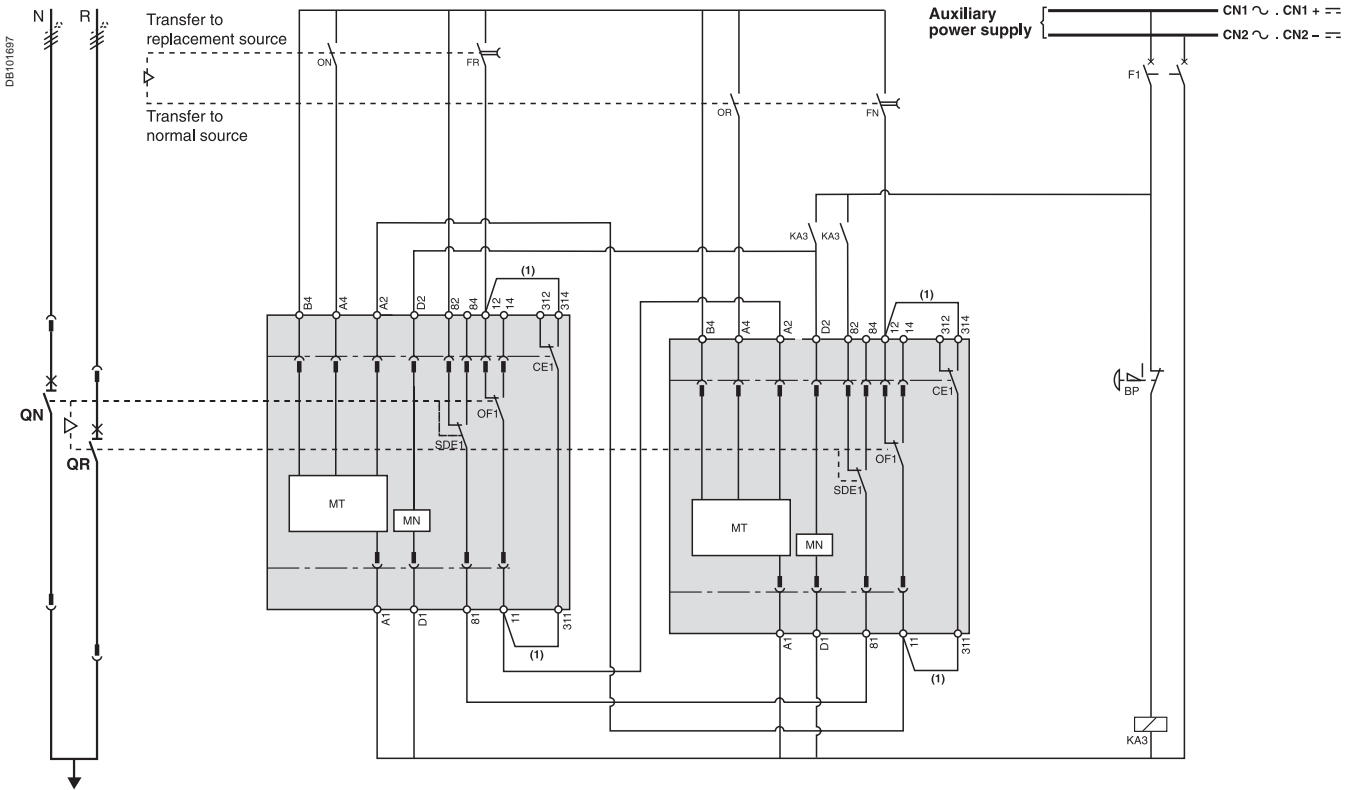 DB101697
N
R
Transfer to
replacement source
Transfer to
normal source
ON
FR
OR
FN
Auxiliary
power supply
CN1 ∿ . CN1 + ⎓
CN2 ∿ . CN2 – ⎓
F1
KA3 KA3
(1)
B4 A4 A2 D2 82 84 12 14 312 314
(1)
B4 A4 A2 D2 82 84 12 14 312 314
CE1
CE1
BP
QN
OF1
SDE1
QR
OF1
SDE1
MT
MN
MT
MN
A1 D1 81 11 311
(1)
A1 D1 81 11 311
(1)
KA3